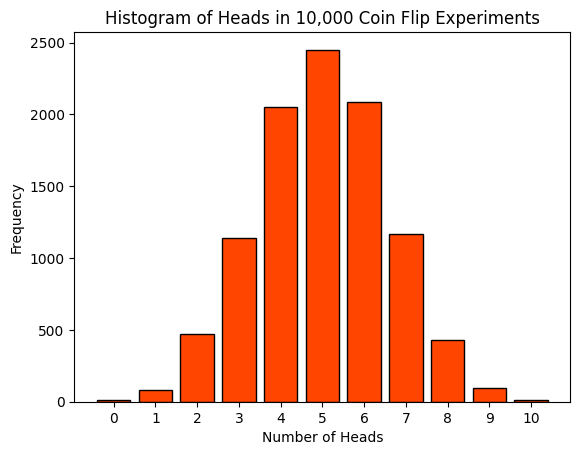 Histogram of Heads in 10,000 Coin Flip Experiments
2500
2000
1500
1000
500
0
Frequency
0 1 2 3 4 5 6 7 8 9 10
Number of Heads